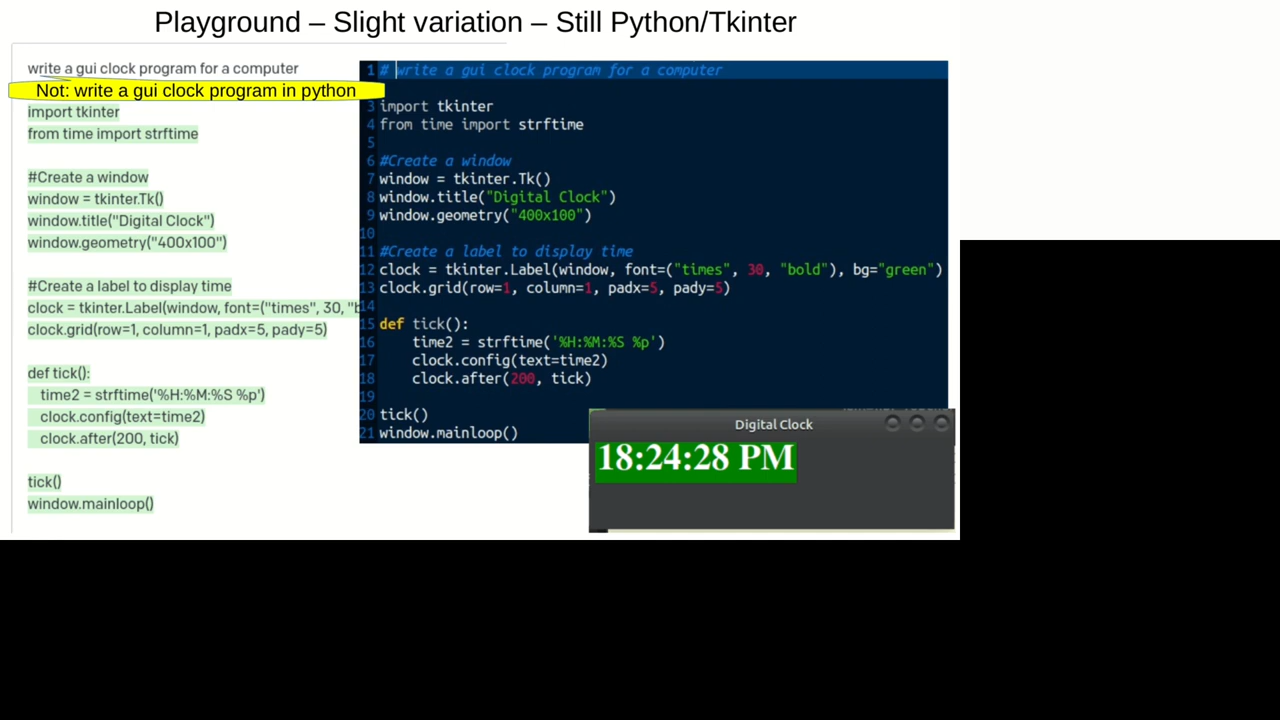 Playground – Slight variation – Still Python/Tkinter
write a gui clock program for a computer
Not: write a gui clock program in python
import tkinter
from time import strftime
#Create a window
window = tkinter.Tk()
window.title("Digital Clock")
window.geometry("400x100")
#Create a label to display time
clock = tkinter.Label(window, font=("times", 30, "b
clock.grid(row=1, column=1, padx=5, pady=5)
def tick():
time2 = strftime('%H:%M:%S %p')
clock.config(text=time2)
clock.after(200, tick)
tick()
window.mainloop()
1 # write a gui clock program for a computer
3 import tkinter
4 from time import strftime
5
6 #Create a window
7 window = tkinter.Tk()
8 window.title("Digital Clock")
9 window.geometry("400x100")
10
11 #Create a label to display time
12 clock = tkinter.Label(window, font=("times", 30, "bold"), bg="green")
13 clock.grid(row=1, column=1, padx=5, pady=5)
14
15 def tick():
16 time2 = strftime('%H:%M:%S %p')
17 clock.config(text=time2)
18 clock.after(200, tick)
19
20 tick()
21 window.mainloop()
Digital Clock
18:24:28 PM